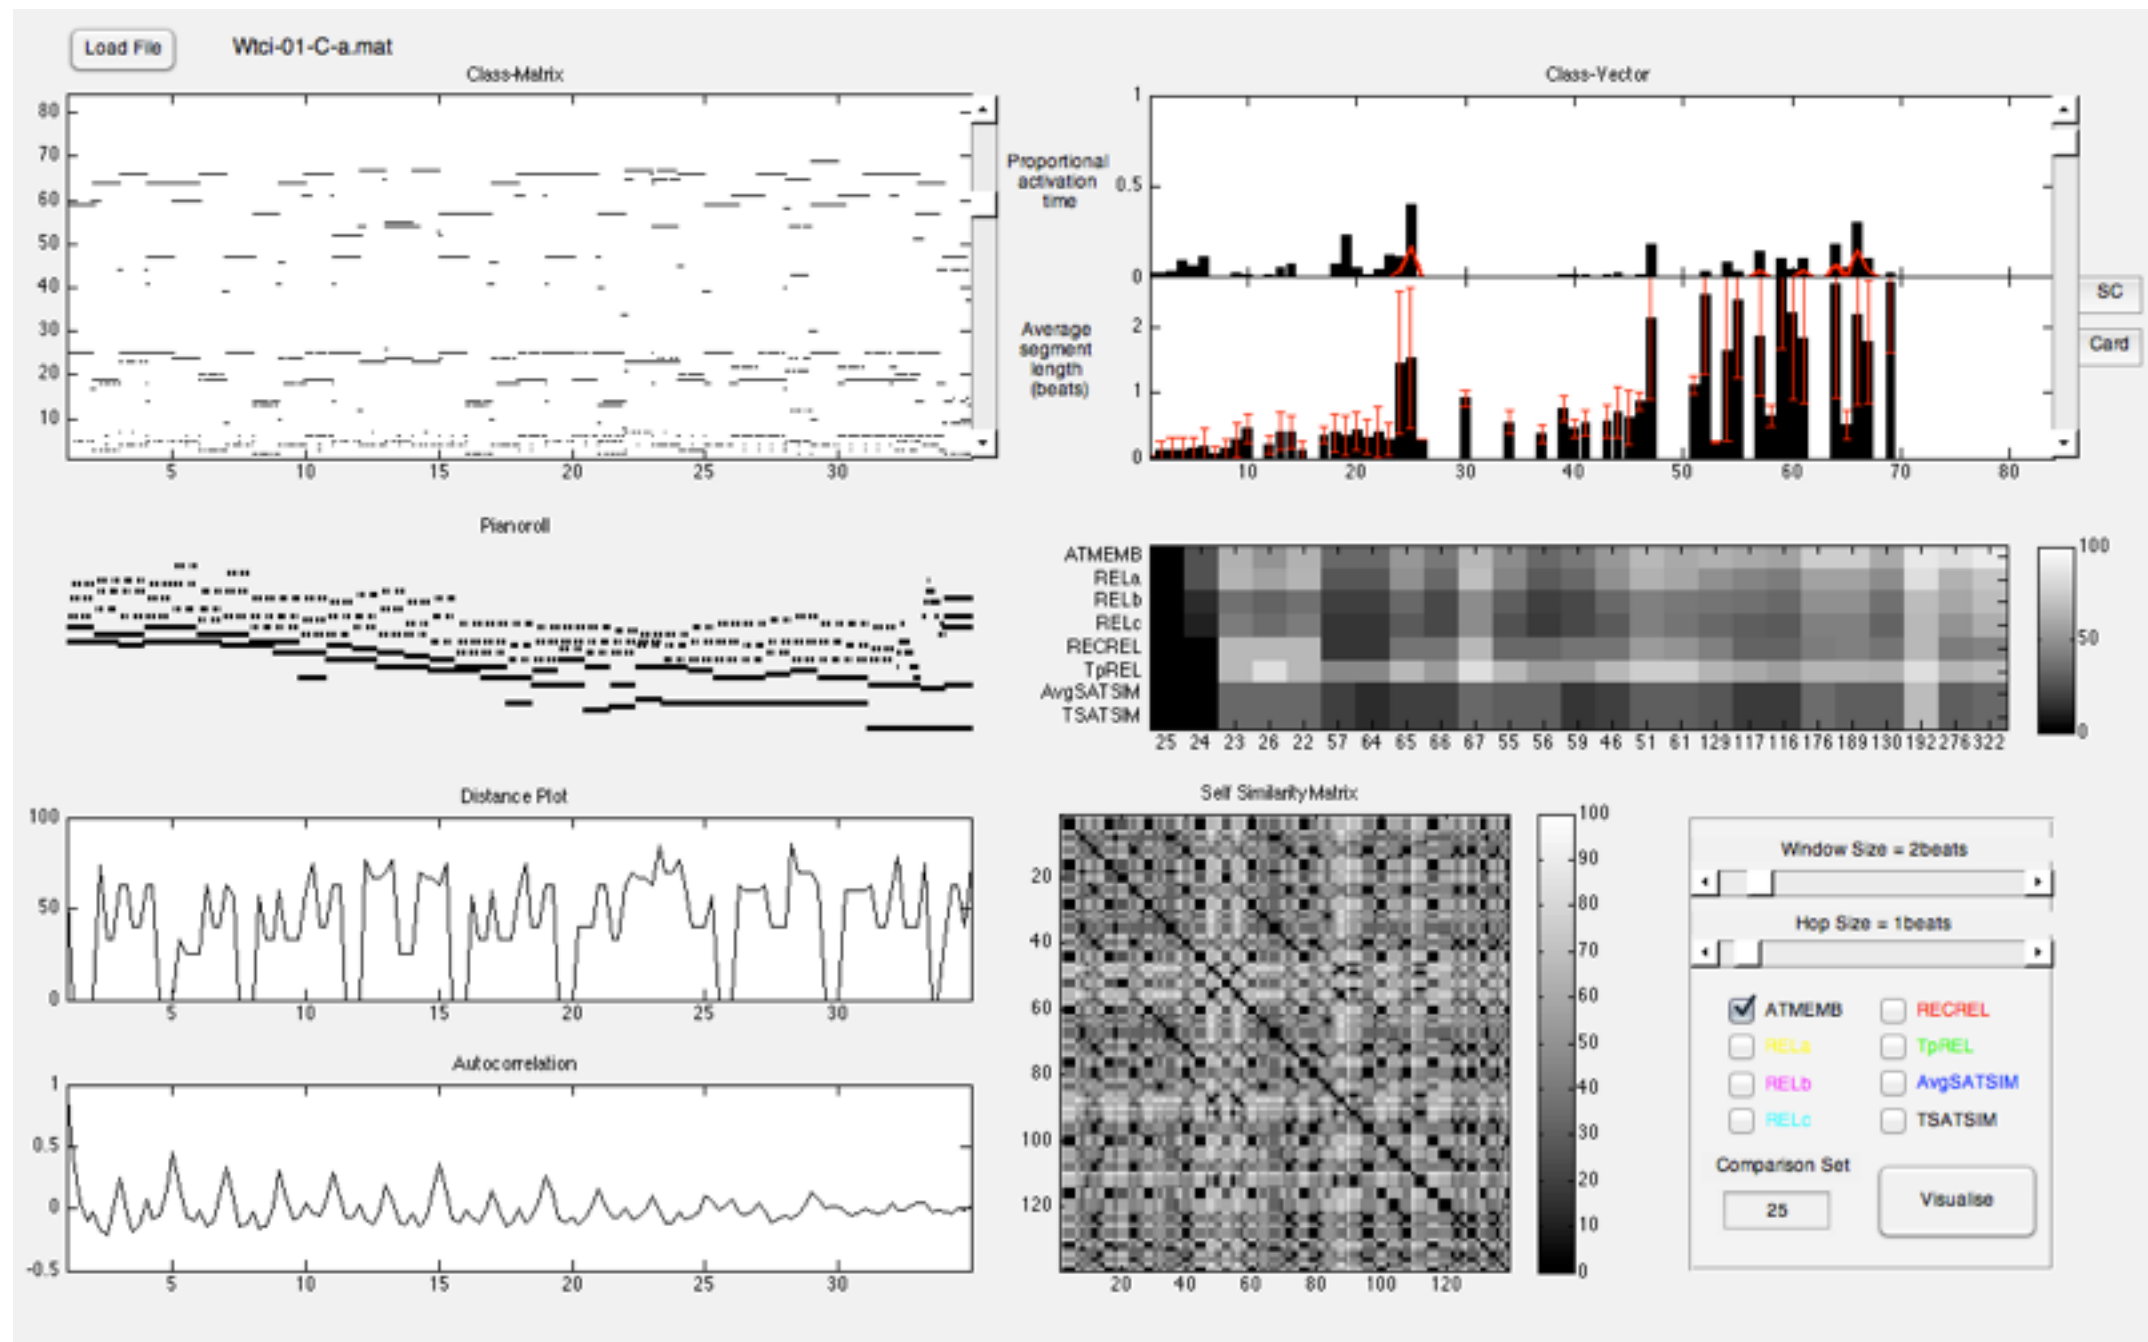 Load File Wtci-01-C-a.mat
Class-Matrix
80
70
60
50
40
30
20
10
5 10 15 20 25 30
Class-Vector
1
Proportional
activation
time
0.5
0
Average
segment
length
(beats)
2
1
0
10 20 30 40 50 60 70 80
SC
Card
Pianoroll
ATMEMB
RELa
RELb
RELc
RECREL
TpREL
AvgSATSIM
TSATSIM
25 24 23 26 22 57 64 65 66 67 55 56 59 46 51 61 129 117 116 176 189 130 192 276 322
100
50
0
Distance Plot
100
50
0
5 10 15 20 25 30
Autocorrelation
1
0.5
0
-0.5
5 10 15 20 25 30
Self Similarity Matrix
20
40
60
80
100
120
20 40 60 80 100 120
100
90
80
70
60
50
40
30
20
10
0
Window Size = 2beats
Hop Size = 1beats
ATMEMB RECREL
RELa TpREL
RELb AvgSATSIM
RELc TSATSIM
Comparison Set
25
Visualise